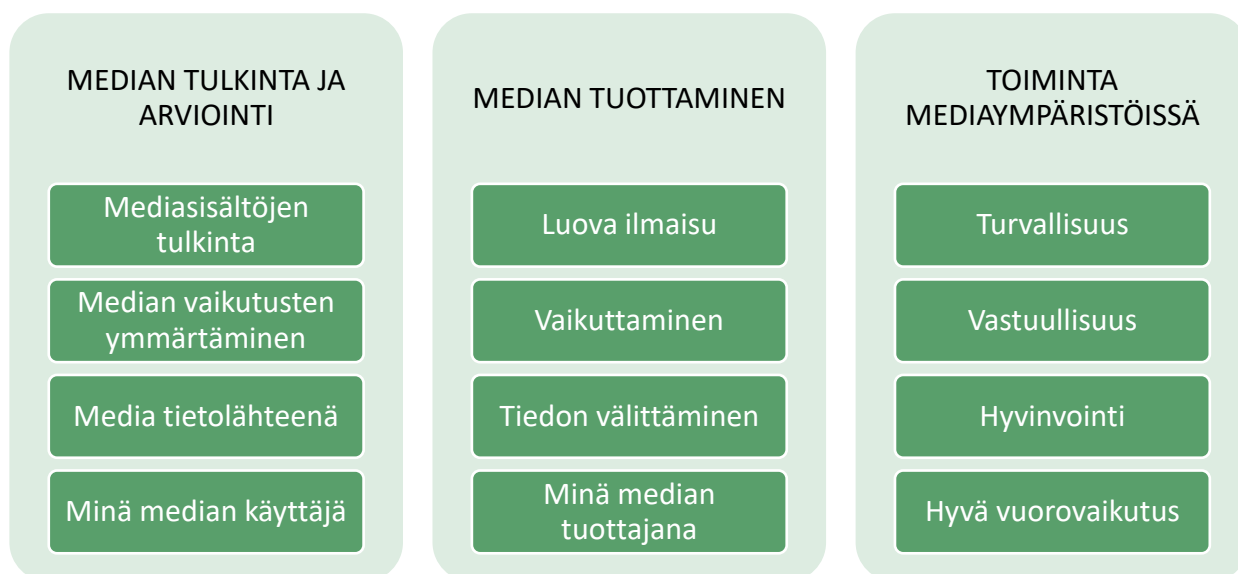 MEDIAN TULKINTA JA
ARVIOINTI
Mediasisältöjen
tulkinta
Median vaikutusten
ymmärtäminen
Media tietolähteenä
Minä median käyttäjä
MEDIAN TUOTTAMINEN
Luova ilmaisu
Vaikuttaminen
Tiedon välittäminen
Minä median
tuottajana
TOIMINTA
MEDIAYMPÄRISTÖISSÄ
Turvallisuus
Vastuullisuus
Hyvinvointi
Hyvä vuorovaikutus